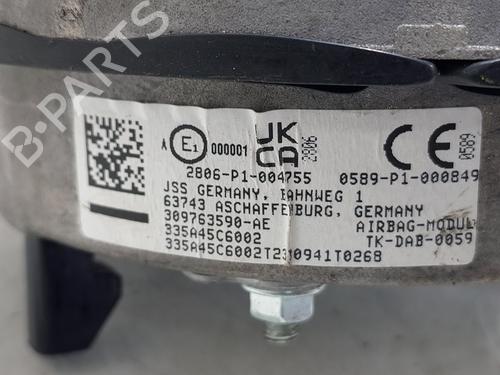 A E1 000001 UK CA 2806 CE 0589
2806-P1-004755 0589-P1-000849
JSS GERMANY, BAHNWEG 1
63743 ASCHAFFENBURG, GERMANY
309763590-AE AIRBAG-MODUL
335A45C6002 TK-DAB-0059
335A45C6002T2310941T0268
B-PARTS